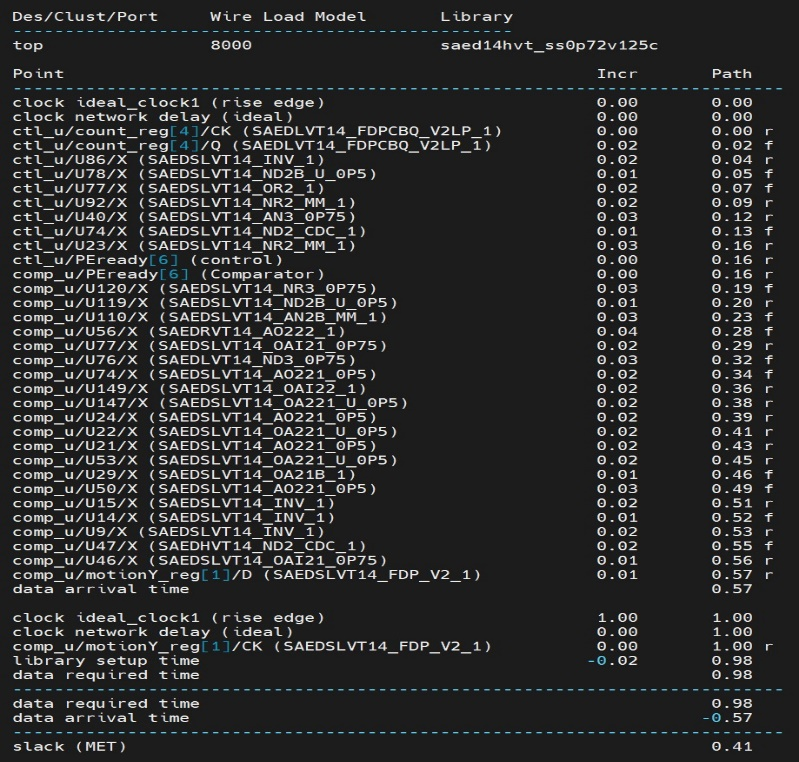 Des/Clust/Port     Wire Load Model        Library
------------------------------------------------------
top                8000                   saed14hvt_ss0p72v125c
Point                                                    Incr       Path
------------------------------------------------------------------------------
clock ideal_clock1 (rise edge)                           0.00       0.00
clock network delay (ideal)                              0.00       0.00
ctl_u/count_reg[4]/CK (SAEDLVT14_FDPCBQ_V2LP_1)          0.00       0.00 r
ctl_u/count_reg[4]/Q (SAEDLVT14_FDPCBQ_V2LP_1)           0.02       0.02 f
ctl_u/U86/X (SAEDSLVT14_INV_1)                           0.02       0.04 r
ctl_u/U78/X (SAEDSLVT14_ND2B_U_0P5)                      0.01       0.05 f
ctl_u/U77/X (SAEDSLVT14_OR2_1)                           0.02       0.07 f
ctl_u/U92/X (SAEDSLVT14_NR2_MM_1)                        0.02       0.09 r
ctl_u/U40/X (SAEDSLVT14_AN3_0P75)                        0.03       0.12 r
ctl_u/U74/X (SAEDSLVT14_ND2_CDC_1)                       0.01       0.13 f
ctl_u/U23/X (SAEDSLVT14_NR2_MM_1)                        0.03       0.16 r
ctl_u/PEready[6] (control)                               0.00       0.16 r
comp_u/PEready[6] (Comparator)                           0.00       0.16 r
comp_u/U120/X (SAEDSLVT14_NR3_0P75)                      0.03       0.19 f
comp_u/U119/X (SAEDSLVT14_ND2B_U_0P5)                    0.01       0.20 r
comp_u/U110/X (SAEDSLVT14_AN2B_MM_1)                     0.03       0.23 f
comp_u/U56/X (SAEDRVT14_AO222_1)                         0.04       0.28 f
comp_u/U77/X (SAEDSLVT14_OAI21_0P75)                     0.02       0.29 r
comp_u/U76/X (SAEDLVT14_ND3_0P75)                        0.03       0.32 f
comp_u/U74/X (SAEDSLVT14_AO221_0P5)                      0.02       0.34 f
comp_u/U149/X (SAEDSLVT14_OAI22_1)                       0.02       0.36 r
comp_u/U147/X (SAEDSLVT14_OA221_U_0P5)                   0.02       0.38 r
comp_u/U24/X (SAEDSLVT14_AO221_0P5)                      0.02       0.39 r
comp_u/U22/X (SAEDSLVT14_OA221_U_0P5)                    0.02       0.41 r
comp_u/U21/X (SAEDSLVT14_AO221_0P5)                      0.02       0.43 r
comp_u/U53/X (SAEDSLVT14_OA221_U_0P5)                    0.02       0.45 r
comp_u/U29/X (SAEDSLVT14_OA21B_1)                        0.01       0.46 f
comp_u/U50/X (SAEDSLVT14_AO221_0P5)                      0.03       0.49 f
comp_u/U15/X (SAEDSLVT14_INV_1)                          0.02       0.51 r
comp_u/U14/X (SAEDSLVT14_INV_1)                          0.01       0.52 f
comp_u/U9/X (SAEDSLVT14_INV_1)                           0.02       0.53 r
comp_u/U47/X (SAEDHVT14_ND2_CDC_1)                       0.02       0.55 f
comp_u/U46/X (SAEDSLVT14_OAI21_0P75)                     0.01       0.56 r
comp_u/motionY_reg[1]/D (SAEDSLVT14_FDP_V2_1)            0.01       0.57 r
data arrival time                                                   0.57
clock ideal_clock1 (rise edge)                           1.00       1.00
clock network delay (ideal)                              0.00       1.00
comp_u/motionY_reg[1]/CK (SAEDSLVT14_FDP_V2_1)           0.00       1.00 r
library setup time                                      -0.02       0.98
data required time                                                  0.98
------------------------------------------------------------------------------
data required time                                                  0.98
data arrival time                                                  -0.57
------------------------------------------------------------------------------
slack (MET)                                                         0.41